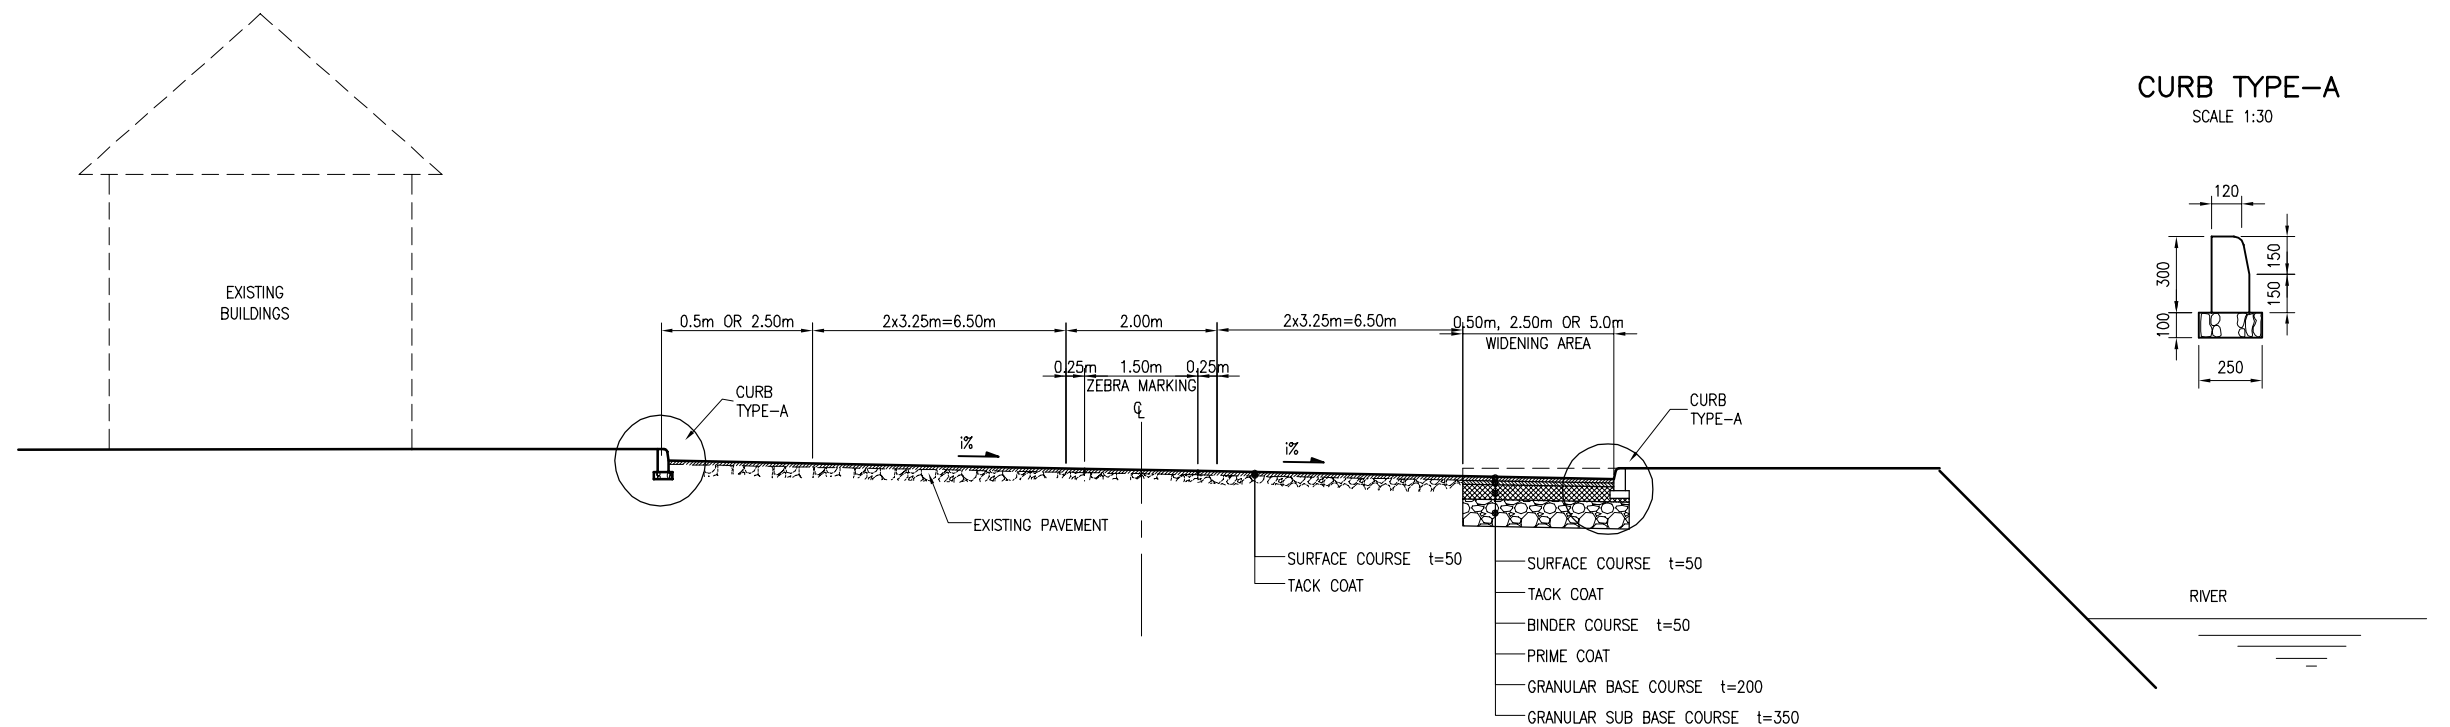 CURB TYPE-A
SCALE 1:30
120
300
150
150
100
250
EXISTING
BUILDINGS
0.5m OR 2.50m
2x3.25m=6.50m
2.00m
2x3.25m=6.50m
0.50m, 2.50m OR 5.0m
WIDENING AREA
0.25m
1.50m
0.25m
ZEBRA MARKING
CURB
TYPE-A
CURB
TYPE-A
i%
i%
EXISTING PAVEMENT
SURFACE COURSE t=50
TACK COAT
SURFACE COURSE t=50
TACK COAT
BINDER COURSE t=50
PRIME COAT
GRANULAR BASE COURSE t=200
GRANULAR SUB BASE COURSE t=350
RIVER